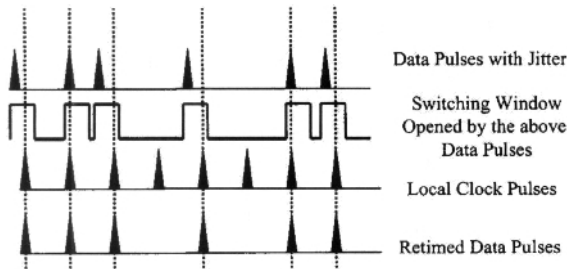 Data Pulses with Jitter
Switching Window
Opened by the above
Data Pulses
Local Clock Pulses
Retimed Data Pulses